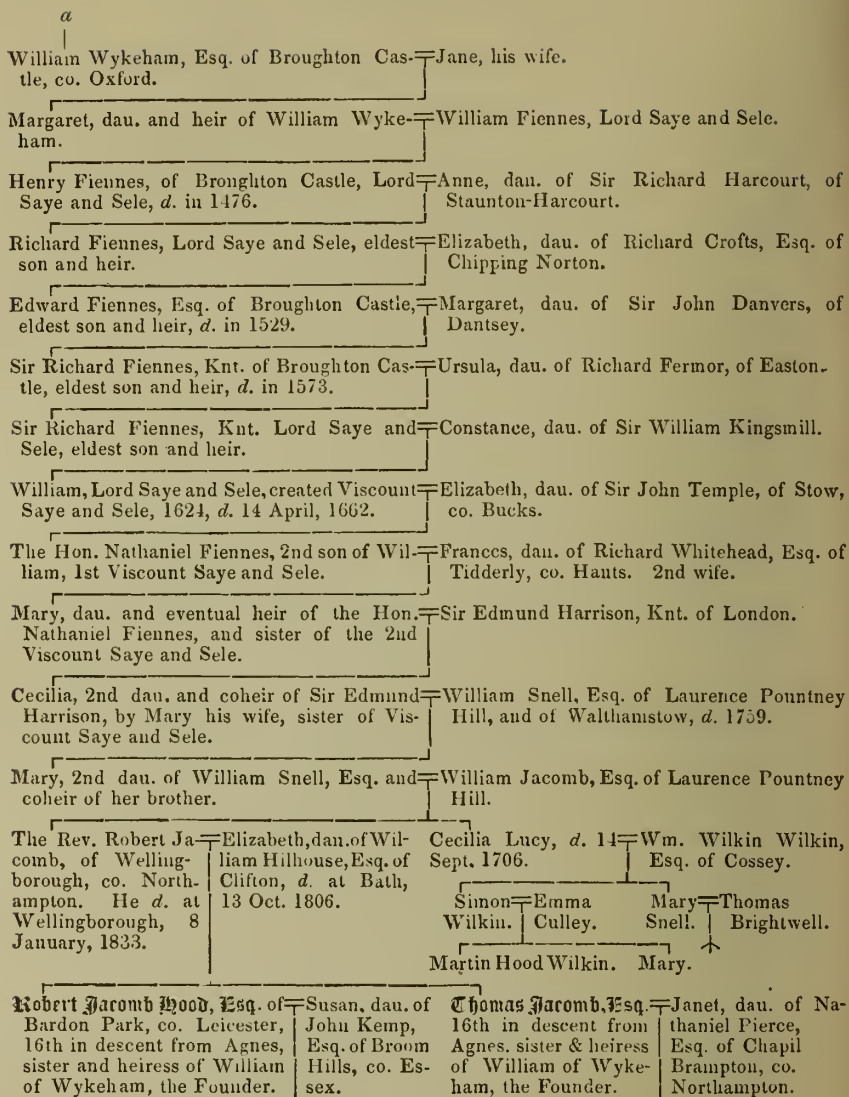 a
William Wykeham, Esq. of Broughton Cas-
tle, co. Oxford.
Jane, his wife.
Margaret, dau. and heir of William Wyke-
ham.
William Fiennes, Lord Saye and Sele.
Henry Fiennes, of Broughton Castle, Lord
Saye and Sele, d. in 1476.
Anne, dau. of Sir Richard Harcourt, of
Staunton-Harcourt.
Richard Fiennes, Lord Saye and Sele, eldest
son and heir.
Elizabeth, dau. of Richard Crofts, Esq. of
Chipping Norton.
Edward Fiennes, Esq. of Broughton Castle,
eldest son and heir, d. in 1529.
Margaret, dau. of Sir John Danvers, of
Dantsey.
Sir Richard Fiennes, Knt. of Broughton Cas-
tle, eldest son and heir, d. in 1573.
Ursula, dau. of Richard Fermor, of Easton.
Sir Richard Fiennes, Knt. Lord Saye and
Sele, eldest son and heir.
Constance, dau. of Sir William Kingsmill.
William, Lord Saye and Sele, created Viscount
Saye and Sele, 1624, d. 14 April, 1662.
Elizabeth, dau. of Sir John Temple, of Stow,
co. Bucks.
The Hon. Nathaniel Fiennes, 2nd son of Wil-
liam, 1st Viscount Saye and Sele.
Frances, dau. of Richard Whitehead, Esq. of
Tidderly, co. Hants. 2nd wife.
Mary, dau. and eventual heir of the Hon.
Nathaniel Fiennes, and sister of the 2nd
Viscount Saye and Sele.
Sir Edmund Harrison, Knt. of London.
Cecilia, 2nd dau. and coheir of Sir Edmund
Harrison, by Mary his wife, sister of Vis-
count Saye and Sele.
William Snell, Esq. of Laurence Pountney
Hill, and of Walthamstow, d. 1759.
Mary, 2nd dau. of William Snell, Esq. and
coheir of her brother.
William Jacomb, Esq. of Laurence Pountney
Hill.
The Rev. Robert Ja-
comb, of Welling-
borough, co. North-
ampton. He d. at
Wellingborough, 8
January, 1833.
Elizabeth, dau. of Wil-
liam Hilhouse, Esq. of
Clifton, d. at Bath,
13 Oct. 1806.
Cecilia Lucy, d. 14
Sept. 1706.
Wm. Wilkin Wilkin,
Esq. of Cossey.
Simon
Wilkin.
Emma
Culley.
Mary
Snell.
Thomas
Brightwell.
Martin Hood Wilkin. Mary.
Robert Jacomb Hood, Esq. of
Bardon Park, co. Leicester,
16th in descent from Agnes,
sister and heiress of William
of Wykeham, the Founder.
Susan, dau. of
John Kemp,
Esq. of Broom
Hills, co. Es-
sex.
Thomas Jacomb, Esq.
16th in descent from
Agnes. sister & heiress
of William of Wyke-
ham, the Founder.
Janet, dau. of Na-
thaniel Pierce,
Esq. of Chapil
Brampton, co.
Northampton.